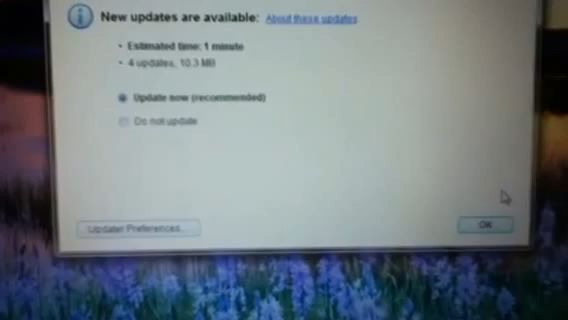 New updates are available: About these updates
• Estimated time: 1 minute
• 4 updates, 10.3 MB
Update now (recommended)
Do not update
Updater Preferences...
OK